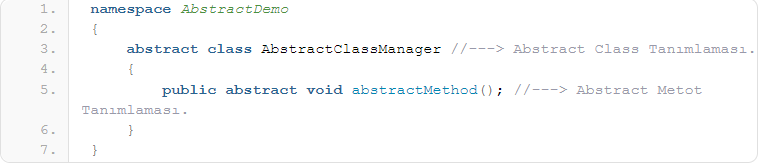 1. namespace AbstractDemo
2. {
3. abstract class AbstractClassManager //---> Abstract Class Tanımlaması.
4. {
5. public abstract void abstractMethod(); //---> Abstract Metot
Tanımlaması.
6. }
7. }